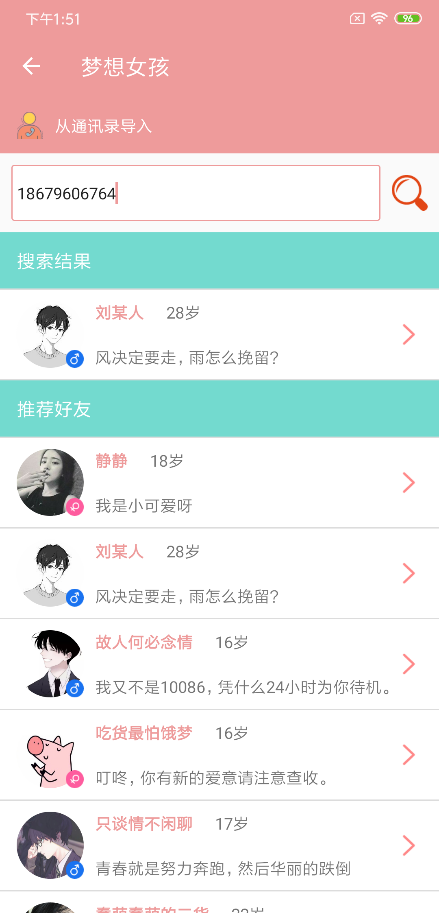 下午1:51
96
梦想女孩
从通讯录导入
18679606764
搜索结果
刘某人 28岁
风决定要走，雨怎么挽留？
推荐好友
静静 18岁
我是小可爱呀
刘某人 28岁
风决定要走，雨怎么挽留？
故人何必念情 16岁
我又不是10086，凭什么24小时为你待机。
吃货最怕饿梦 16岁
叮咚，你有新的爱意请注意查收。
只谈情不闲聊 17岁
青春就是努力奔跑，然后华丽的跌倒